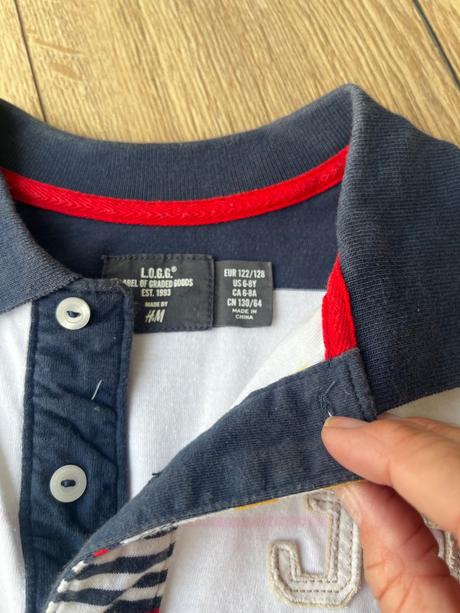 L.O.G.G.®
LABEL OF GRADED GOODS
EST. 1993
MADE BY
H&M
EUR 122/128
US 6-8Y
CA 6-8A
CN 130/64
MADE IN
CHINA
J